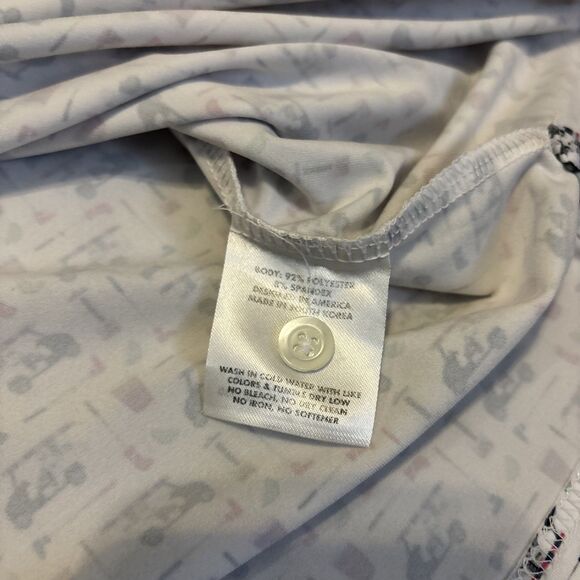 BODY: 92% POLYESTER
8% SPANDEX
DESIGNED IN AMERICA
MADE IN SOUTH KOREA
WASH IN COLD WATER WITH LIKE
COLORS & TUMBLE DRY LOW
NO BLEACH, NO DRY CLEAN
NO IRON, NO SOFTENER